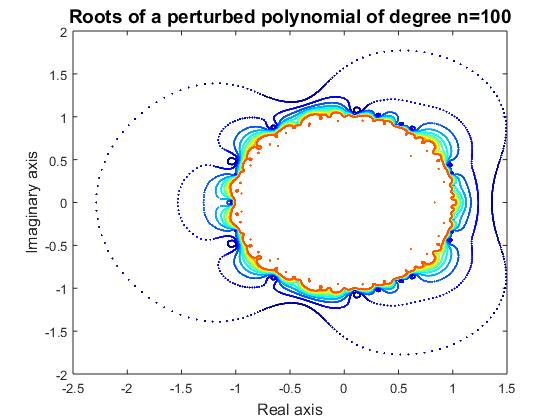 Roots of a perturbed polynomial of degree n=100
2
1.5
1
0.5
0
-0.5
-1
-1.5
-2
Imaginary axis
-2.5 -2 -1.5 -1 -0.5 0 0.5 1 1.5
Real axis